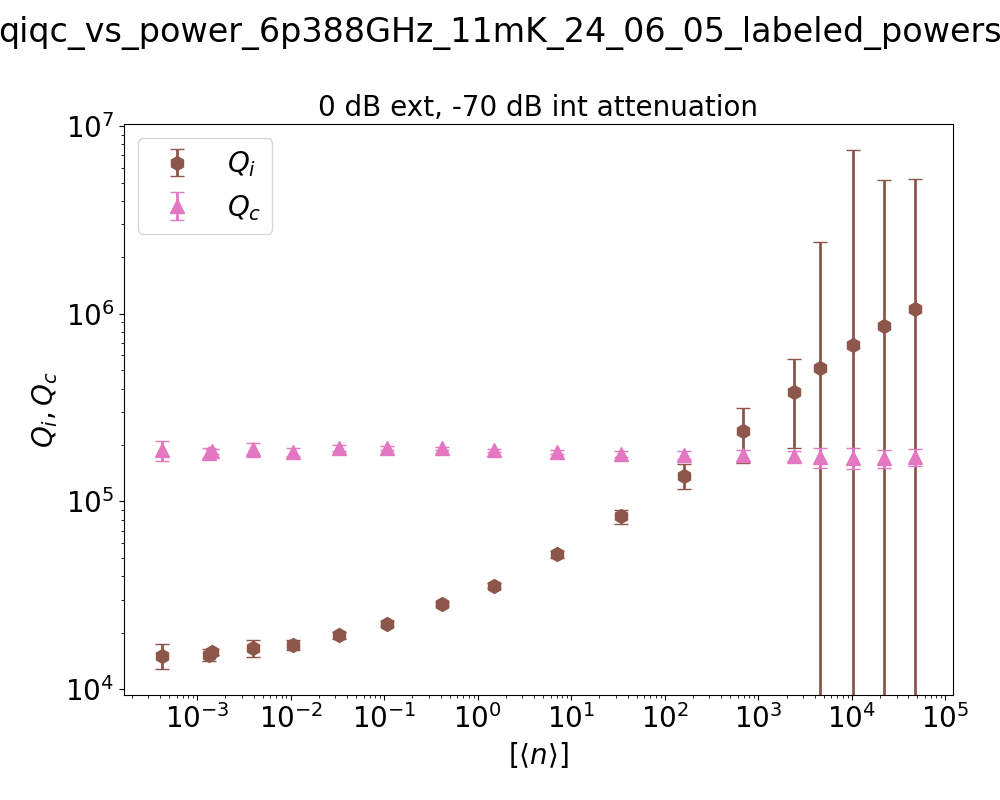 qiqc_vs_power_6p388GHz_11mK_24_06_05_labeled_powers
0 dB ext, -70 dB int attenuation
Q_i
Q_c
10^7
10^6
10^5
10^4
Q_i, Q_c
10^{-3} 10^{-2} 10^{-1} 10^0 10^1 10^2 10^3 10^4 10^5
[⟨n⟩]